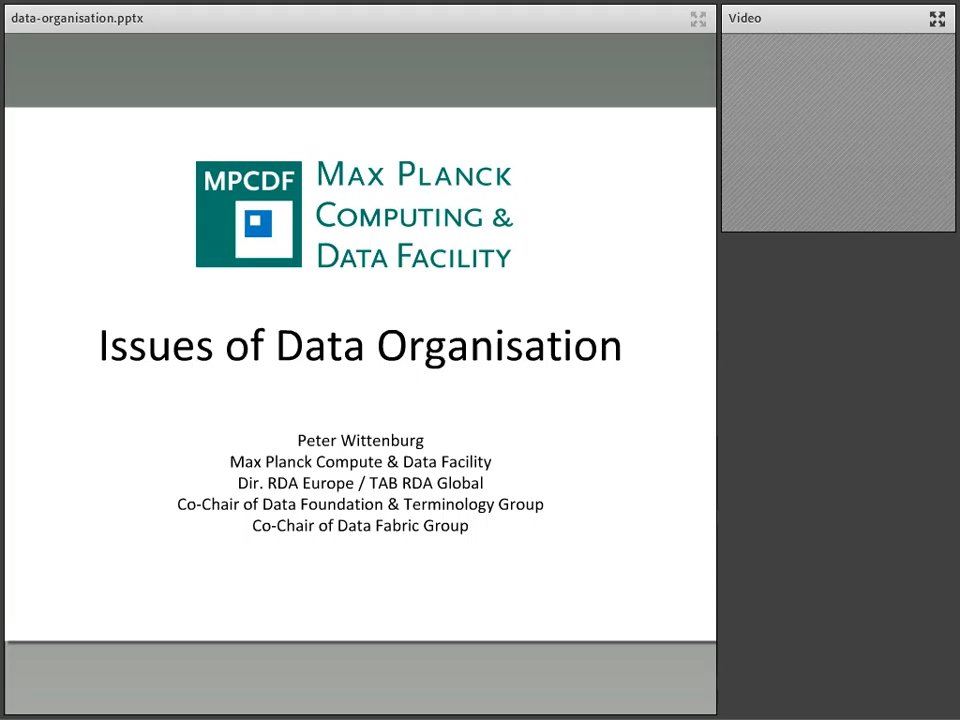 data-organisation.pptx
Video
MPCDF
MAX PLANCK
COMPUTING &
DATA FACILITY
Issues of Data Organisation
Peter Wittenburg
Max Planck Compute & Data Facility
Dir. RDA Europe / TAB RDA Global
Co-Chair of Data Foundation & Terminology Group
Co-Chair of Data Fabric Group